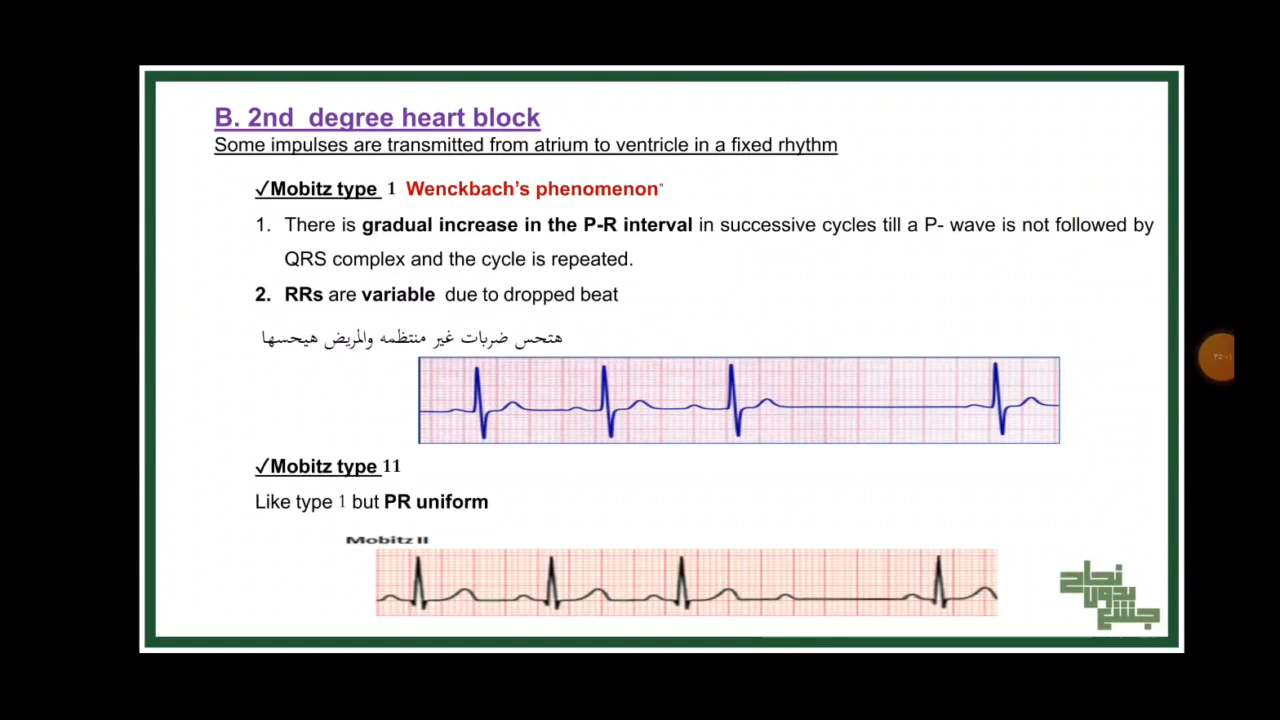 B. 2nd degree heart block
Some impulses are transmitted from atrium to ventricle in a fixed rhythm
✓Mobitz type 1 Wenckbach's phenomenon"
1. There is gradual increase in the P-R interval in successive cycles till a P- wave is not followed by
QRS complex and the cycle is repeated.
2. RRs are variable due to dropped beat
هتحس ضربات غير منتظمه والمريض هيحسها
✓Mobitz type 11
Like type 1 but PR uniform
Mobitz II
نجاح
بدون
جشع